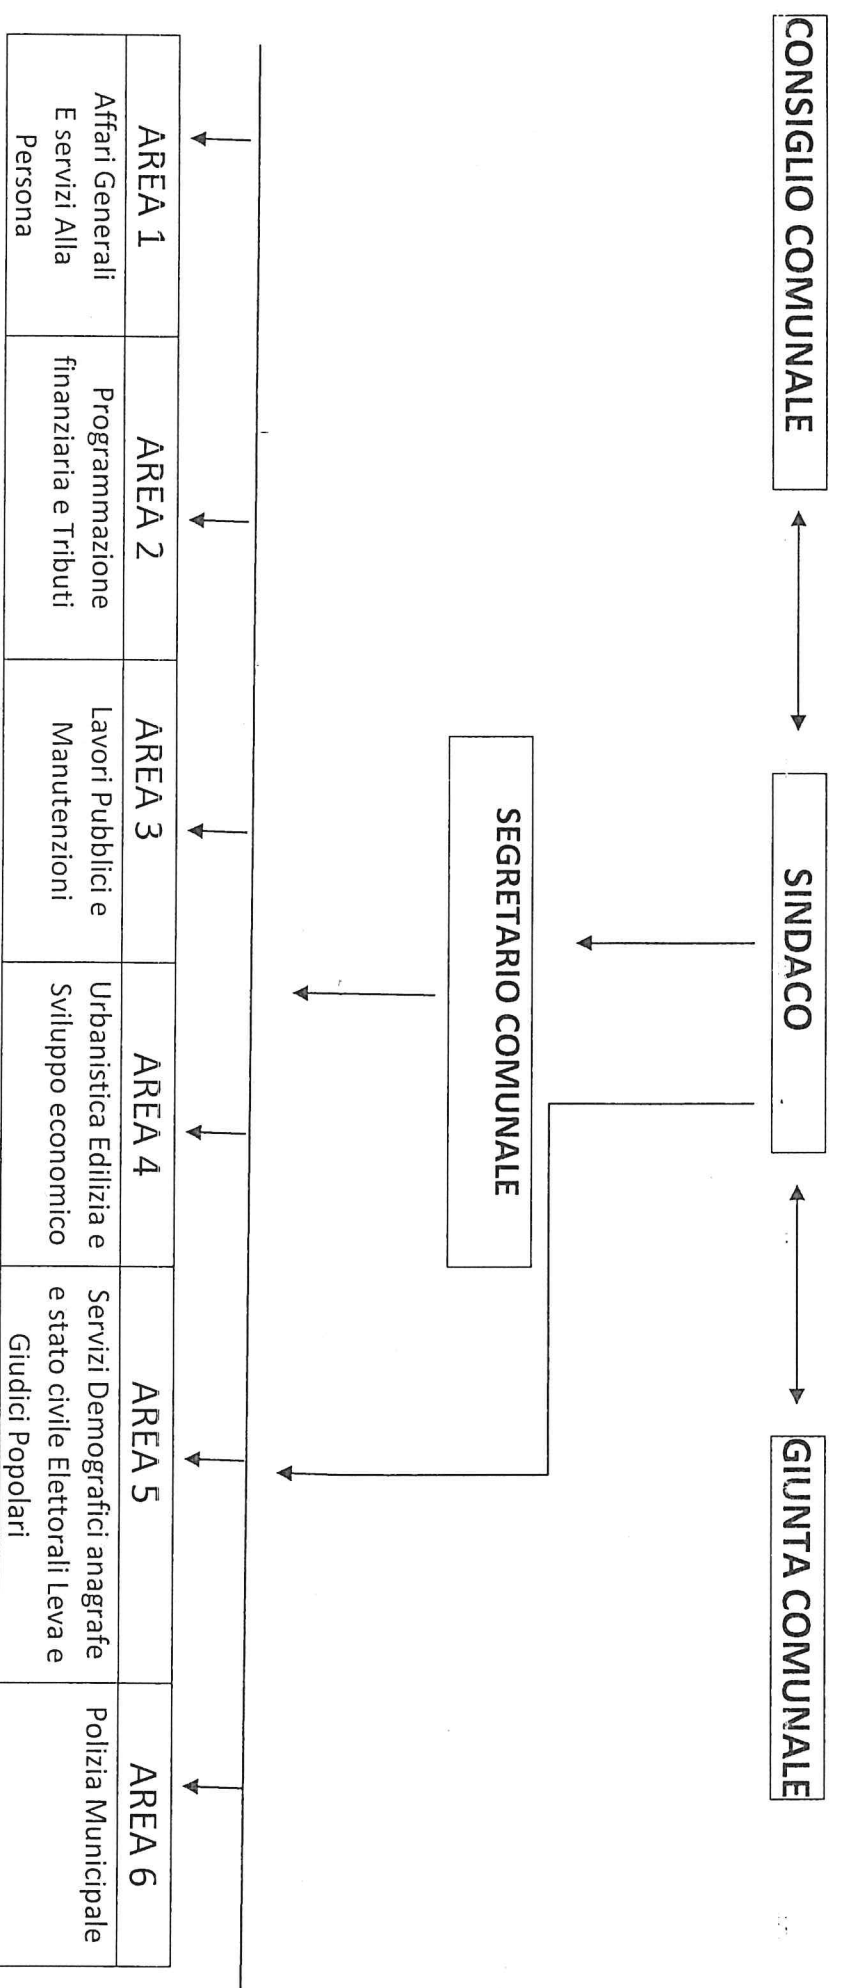 CONSIGLIO COMUNALE
SINDACO
GIUNTA COMUNALE
SEGRETARIO COMUNALE
AREA 1
Affari Generali
E servizi Alla
Persona
AREA 2
Programmazione
finanziaria e Tributi
AREA 3
Lavori Pubblici e
Manutenzioni
AREA 4
Urbanistica Edilizia e
Sviluppo economico
AREA 5
Servizi Demografici anagrafe
e stato civile Elettorali Leva e
Giudici Popolari
AREA 6
Polizia Municipale